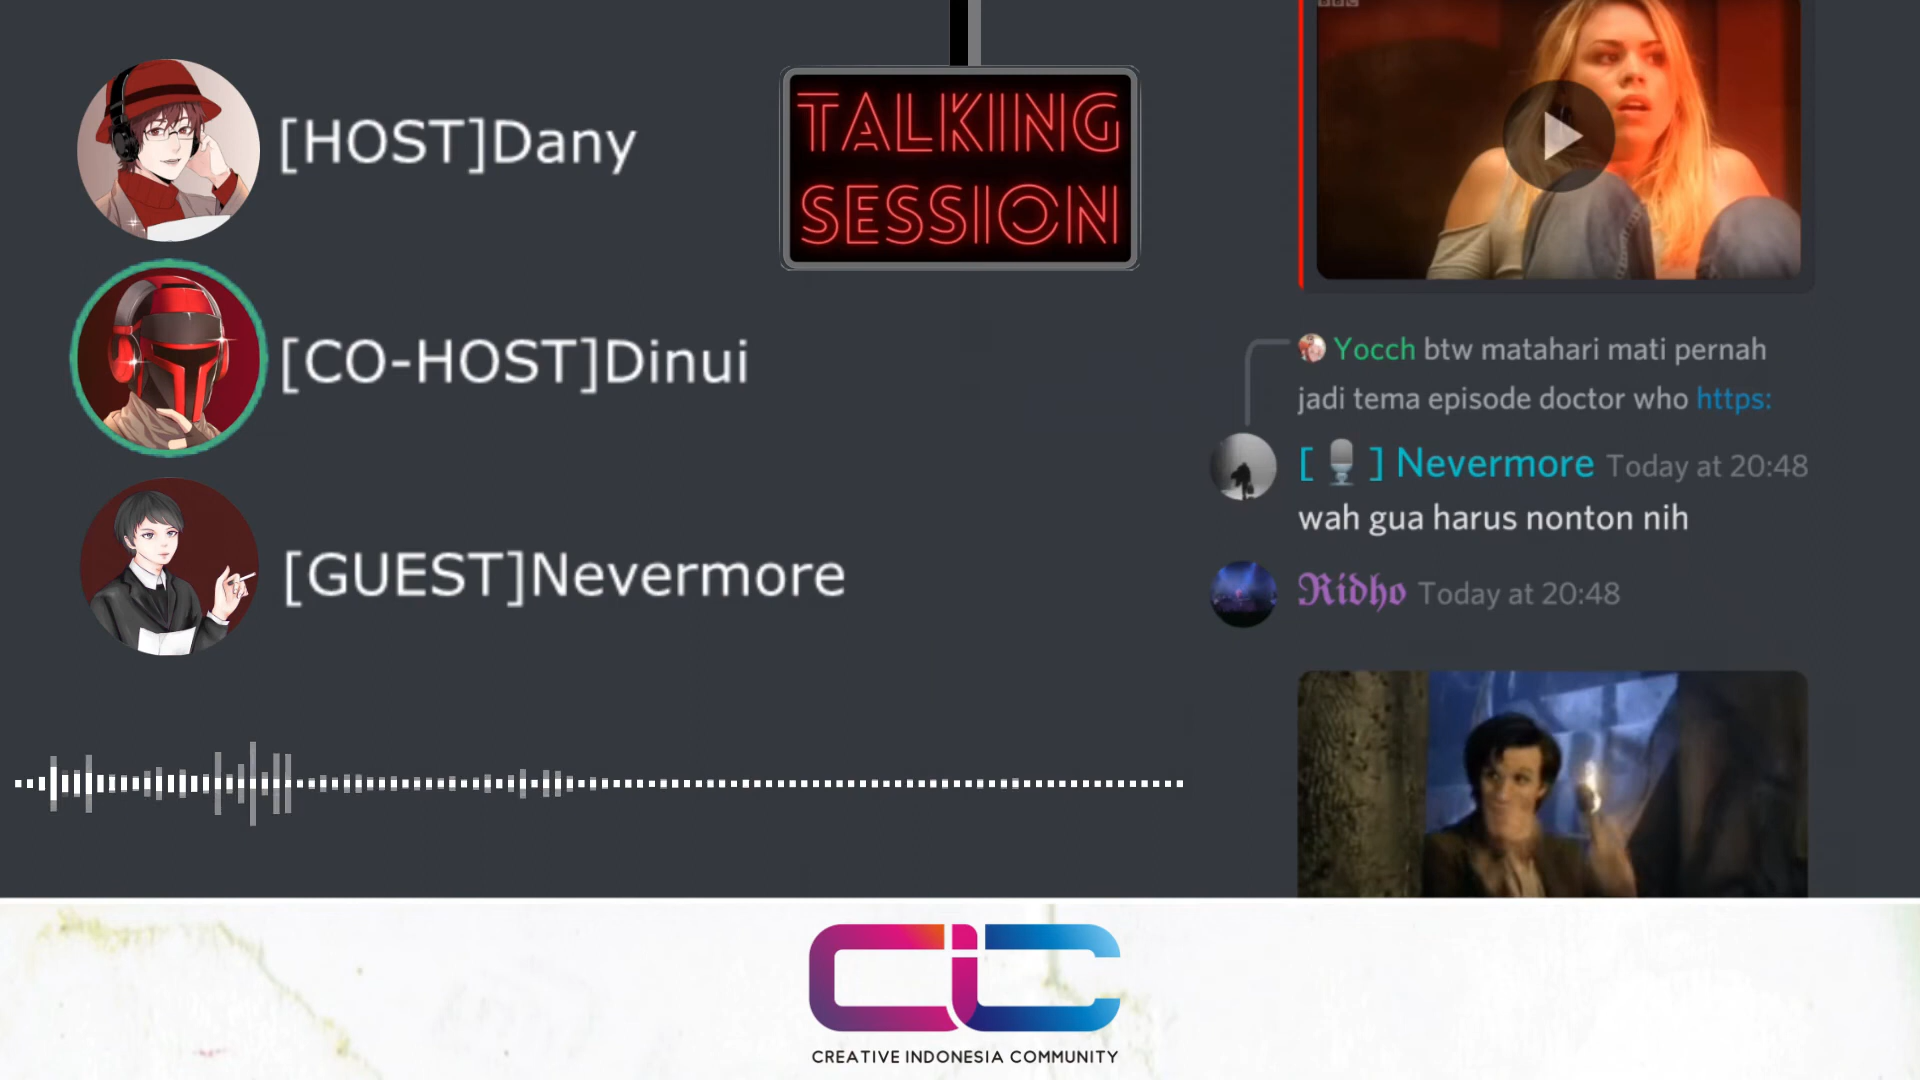 [HOST]Dany
[CO-HOST]Dinui
[GUEST]Nevermore
TALKING
SESSION
BBC
Yocch btw matahari mati pernah
jadi tema episode doctor who https:
[🎙️] Nevermore Today at 20:48
wah gua harus nonton nih
Ridho Today at 20:48
CIC
CREATIVE INDONESIA COMMUNITY